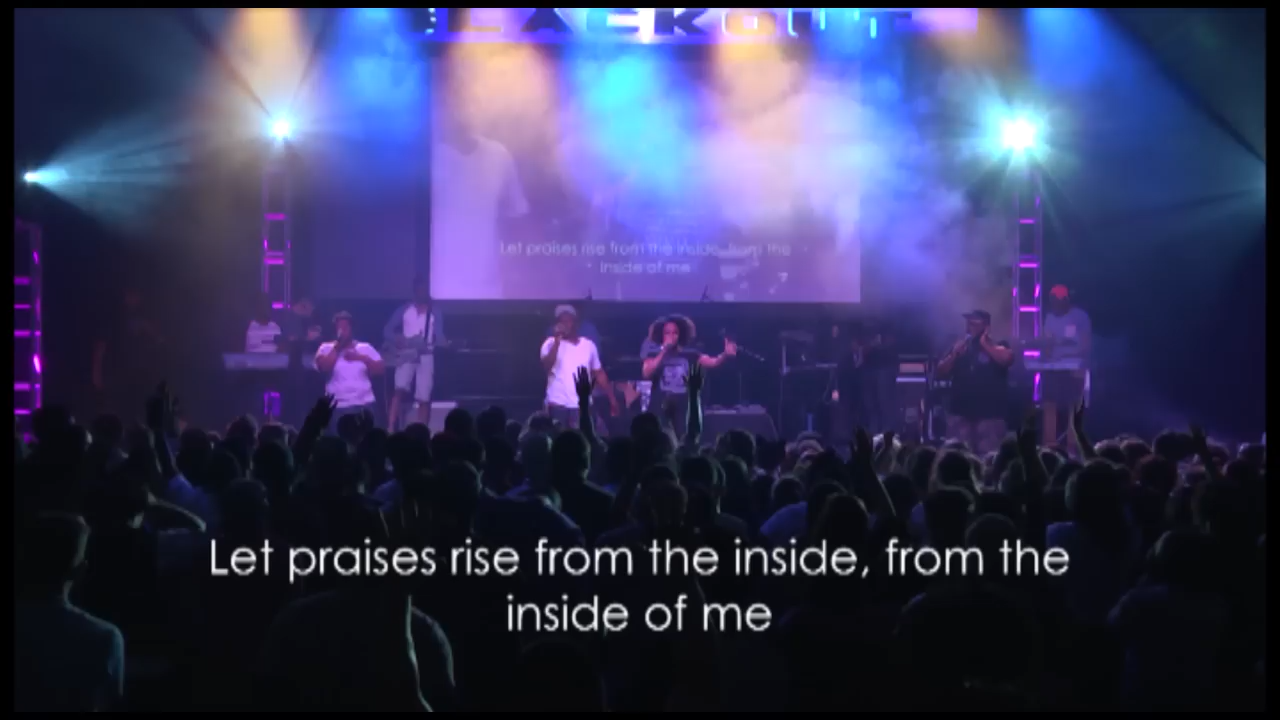 BLACKOUT
Let praises rise from the inside, from the
inside of me
Let praises rise from the inside, from the
inside of me